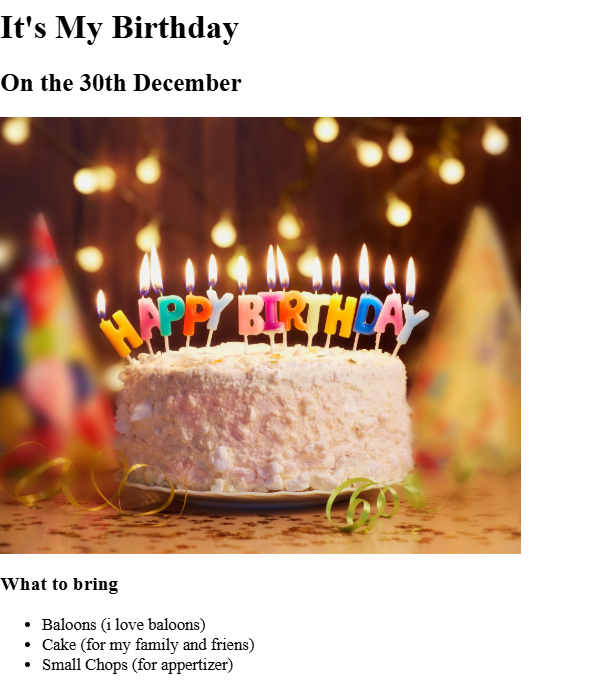 It's My Birthday
On the 30th December
HAPPY BIRTHDAY
What to bring
Baloons (i love baloons)
Cake (for my family and friens)
Small Chops (for appertizer)